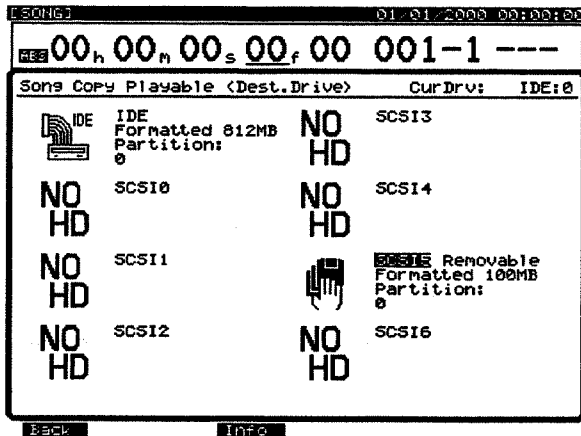 [SONG] 01/01/2000 00:00:00
00h 00m 00s 00f 00 001-1 ---
Song Copy Playable <Dest.Drive> CurDrv: IDE:0
IDE IDE
Formatted 812MB
Partition:
0
NO HD SCSI0
NO HD SCSI1
NO HD SCSI2
NO HD SCSI3
NO HD SCSI4
SCSI5 Removable
Formatted 100MB
Partition:
0
NO HD SCSI6
Back Info